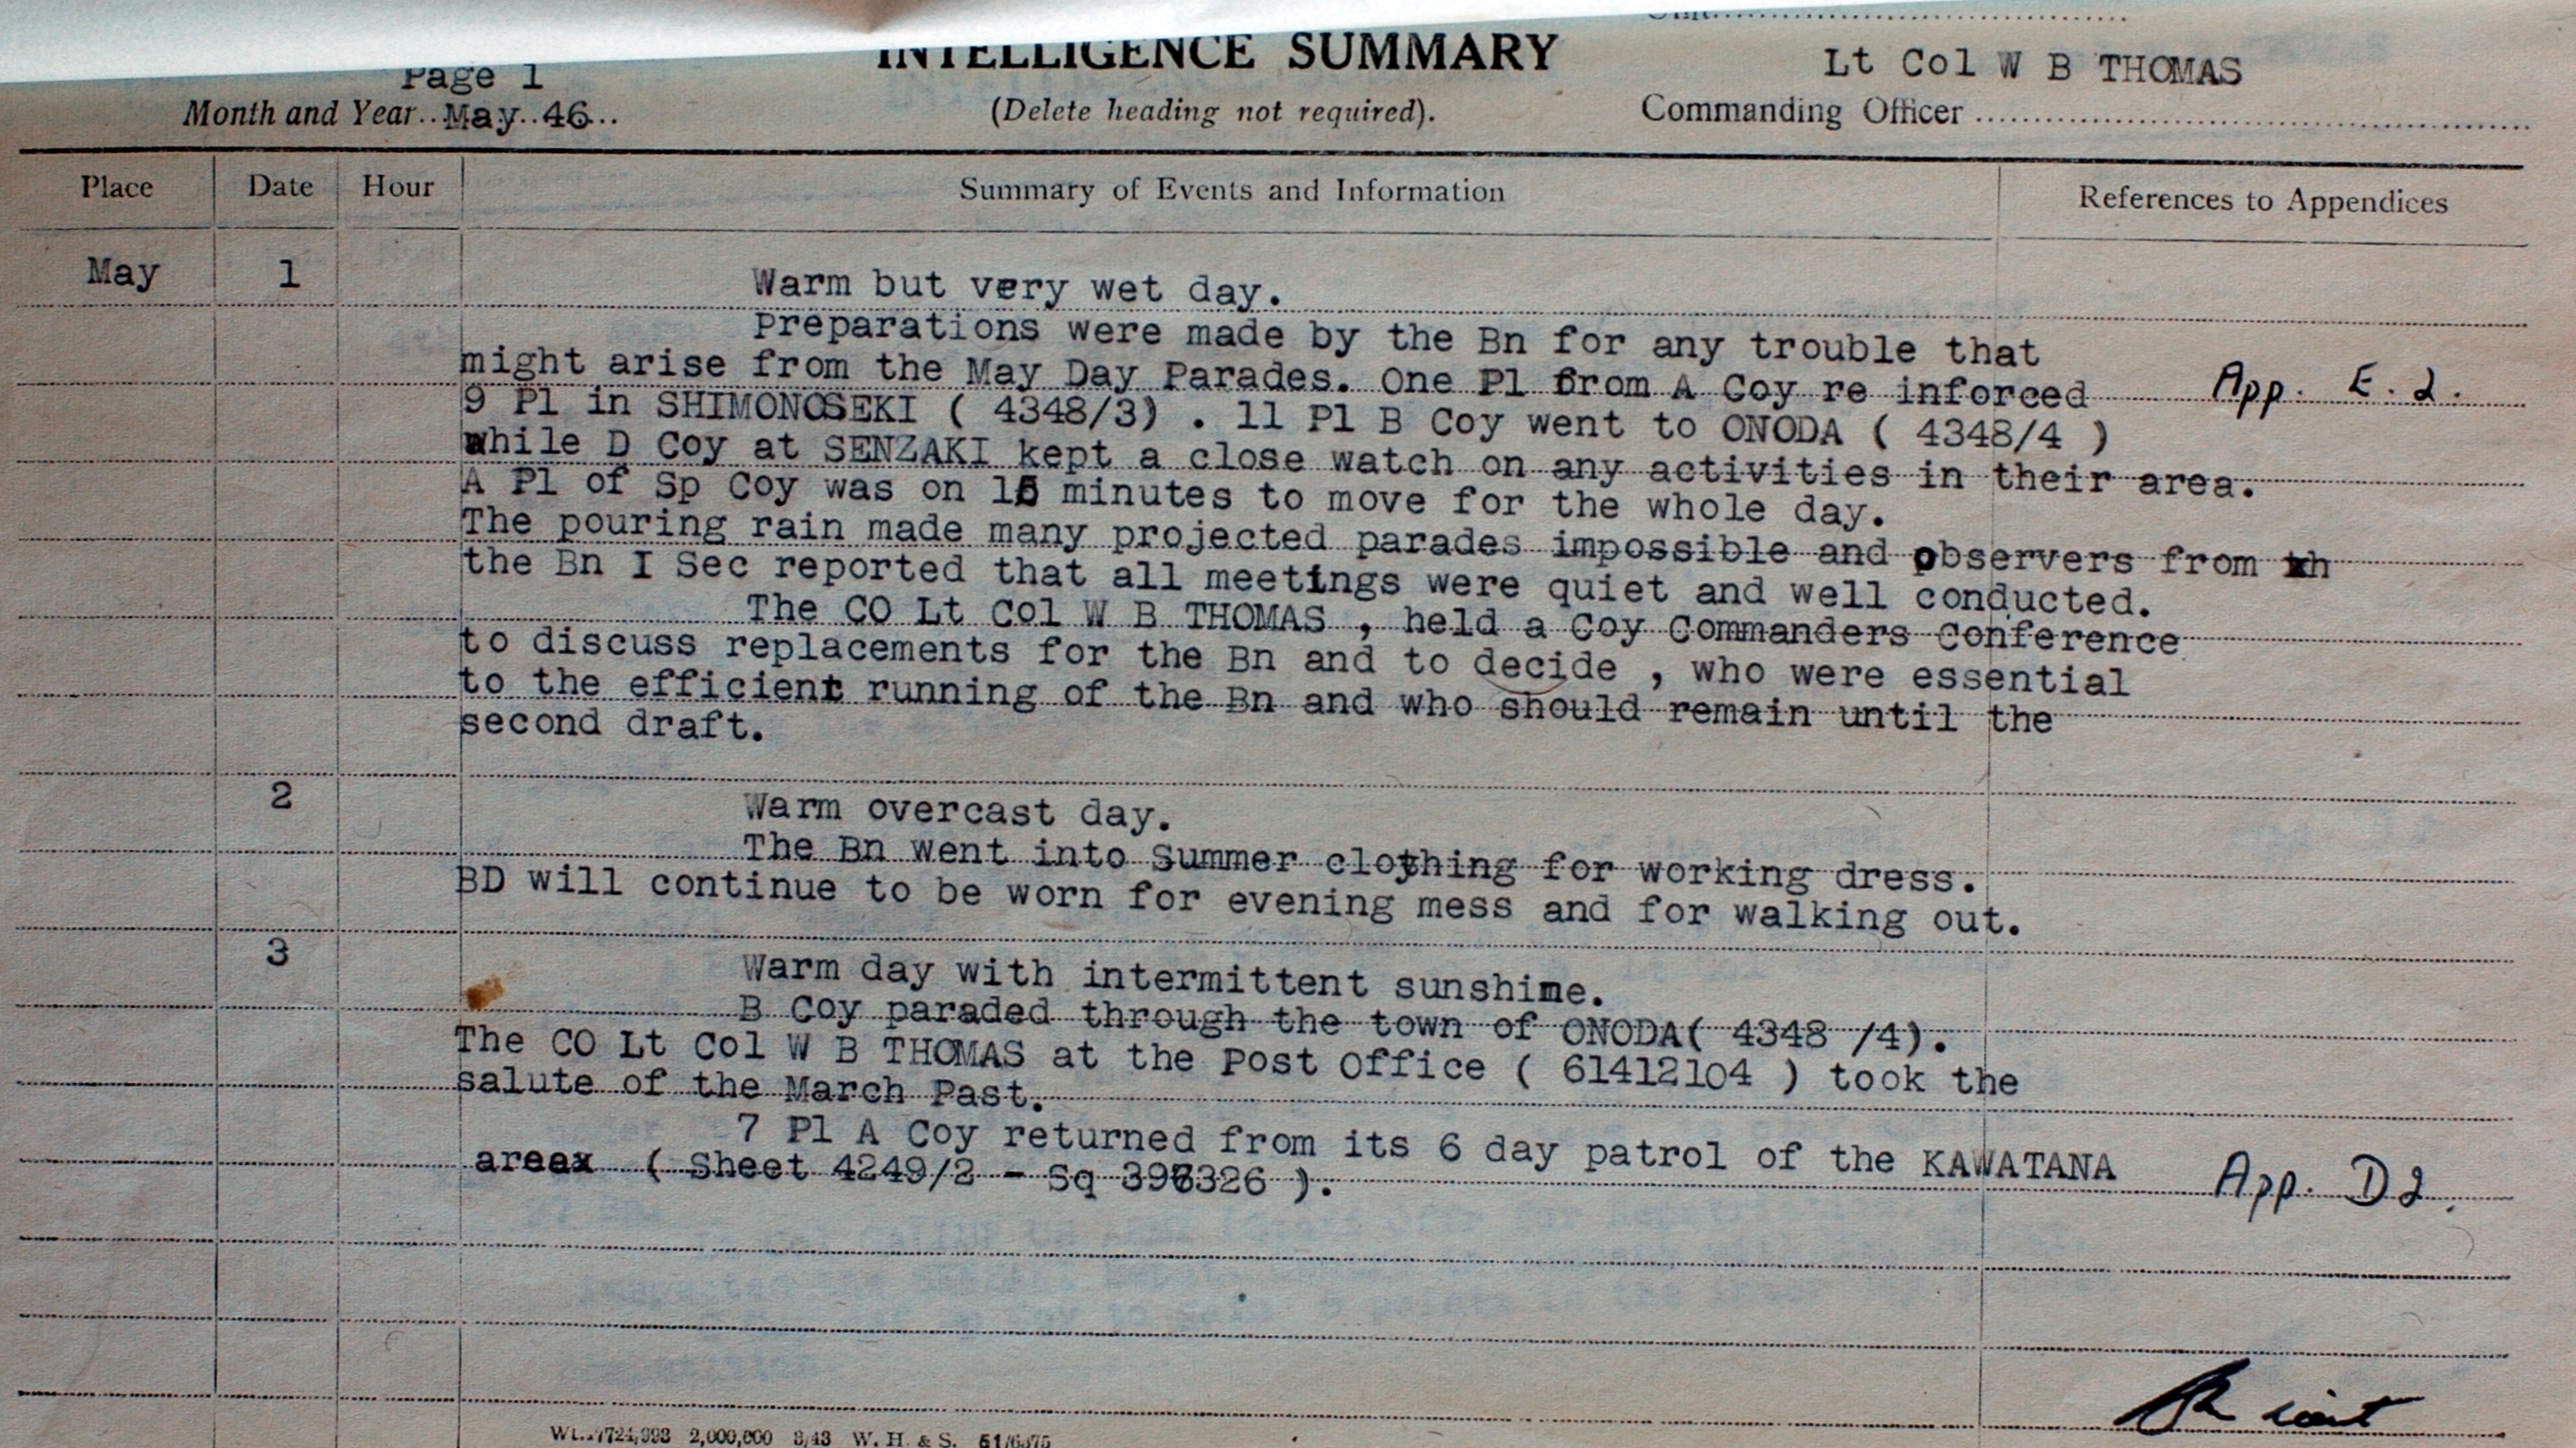 INTELLIGENCE SUMMARY
Page 1
Lt Col W B THOMAS
Month and Year May 46
(Delete heading not required).
Commanding Officer
Place Date Hour Summary of Events and Information References to Appendices
May 1 Warm but very wet day.
Preparations were made by the Bn for any trouble that
might arise from the May Day Parades. One Pl from A Coy re inforced App. E.2.
9 Pl in SHIMONOSEKI ( 4348/3) . 11 Pl B Coy went to ONODA ( 4348/4 )
while D Coy at SENZAKI kept a close watch on any activities in their area.
A Pl of Sp Coy was on 15 minutes to move for the whole day.
The pouring rain made many projected parades impossible and observers from
the Bn I Sec reported that all meetings were quiet and well conducted.
The CO Lt Col W B THOMAS , held a Coy Commanders Conference
to discuss replacements for the Bn and to decide , who were essential
to the efficient running of the Bn and who should remain until the
second draft.
2 Warm overcast day.
The Bn went into Summer clothing for working dress.
BD will continue to be worn for evening mess and for walking out.
3 Warm day with intermittent sunshine.
B Coy paraded through the town of ONODA( 4348 /4).
The CO Lt Col W B THOMAS at the Post Office ( 61412104 ) took the
salute of the March Past.
7 Pl A Coy returned from its 6 day patrol of the KAWATANA App. D2.
area ( Sheet 4249/2 - Sq ).
2,000,000 3/43 W. H. & S.